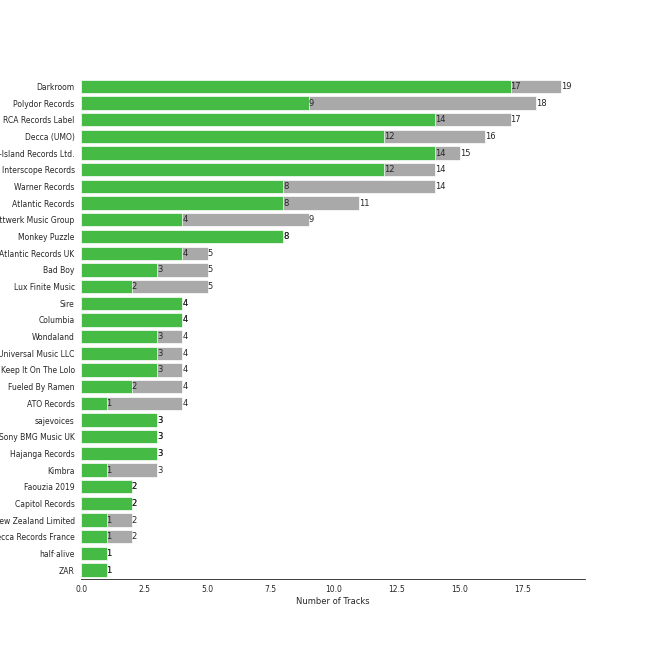 Darkroom 17 19
Polydor Records 9 18
RCA Records Label 14 17
Decca (UMO) 12 16
-Island Records Ltd. 14 15
Interscope Records 12 14
Warner Records 8 14
Atlantic Records 8 11
ttwerk Music Group 4 9
Monkey Puzzle 8
Atlantic Records UK 4 5
Bad Boy 3 5
Lux Finite Music 2 5
Sire 4
Columbia 4
Wondaland 3 4
Universal Music LLC 3 4
Keep It On The Lolo 3 4
Fueled By Ramen 2 4
ATO Records 1 4
sajevoices 3
Sony BMG Music UK 3
Hajanga Records 3
Kimbra 1 3
Faouzia 2019 2
Capitol Records 2
ew Zealand Limited 1 2
ecca Records France 1 2
half·alive 1
ZAR 1
0.0 2.5 5.0 7.5 10.0 12.5 15.0 17.5
Number of Tracks